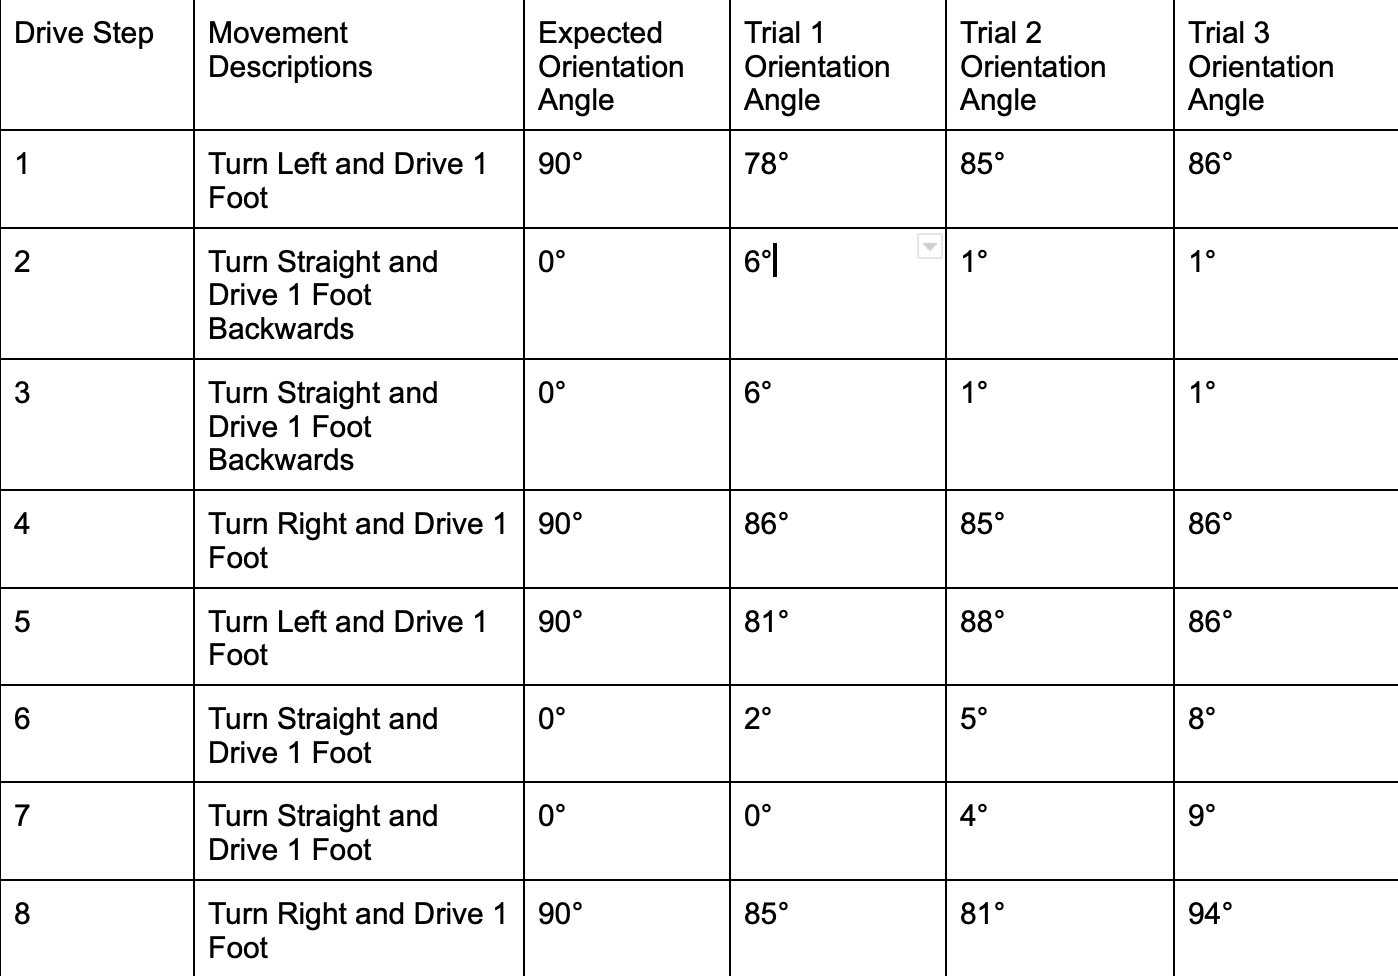 Drive Step
Movement
Descriptions
Expected
Orientation
Angle
Trial 1
Orientation
Angle
Trial 2
Orientation
Angle
Trial 3
Orientation
Angle
1
Turn Left and Drive 1
Foot
90°
78°
85°
86°
2
Turn Straight and
Drive 1 Foot
Backwards
0°
6°
1°
1°
3
Turn Straight and
Drive 1 Foot
Backwards
0°
6°
1°
1°
4
Turn Right and Drive 1
Foot
90°
86°
85°
86°
5
Turn Left and Drive 1
Foot
90°
81°
88°
86°
6
Turn Straight and
Drive 1 Foot
0°
2°
5°
8°
7
Turn Straight and
Drive 1 Foot
0°
0°
4°
9°
8
Turn Right and Drive 1
Foot
90°
85°
81°
94°